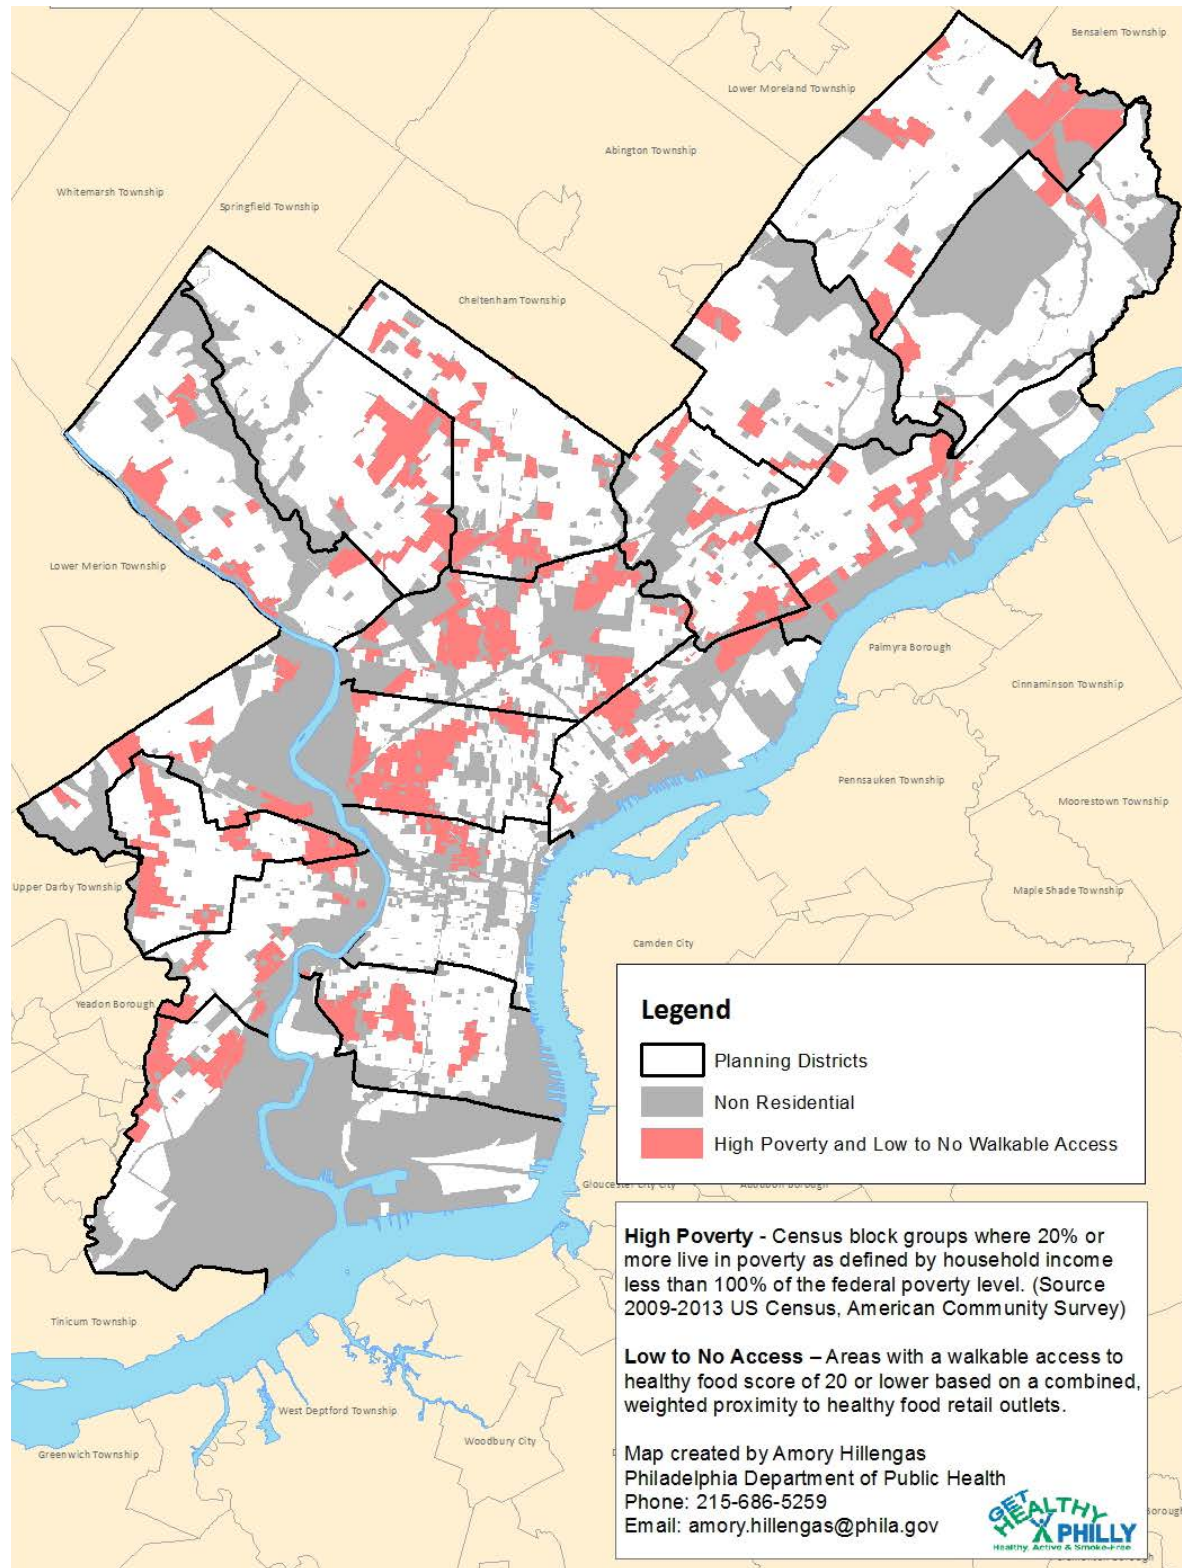 Bensalem Township
Lower Moreland Township
Abington Township
Whitemarsh Township
Springfield Township
Cheltenham Township
Lower Merion Township
Palmyra Borough
Cinnaminson Township
Pennsauken Township
Moorestown Township
Upper Darby Township
Maple Shade Township
Camden City
Yeadon Borough
Legend
Planning Districts
Non Residential
High Poverty and Low to No Walkable Access
Gloucester City City
Audubon Borough
High Poverty - Census block groups where 20% or
more live in poverty as defined by household income
less than 100% of the federal poverty level. (Source
2009-2013 US Census, American Community Survey)
Low to No Access – Areas with a walkable access to
healthy food score of 20 or lower based on a combined,
weighted proximity to healthy food retail outlets.
Map created by Amory Hillengas
Philadelphia Department of Public Health
Phone: 215-686-5259
Email: amory.hillengas@phila.gov
GET
HEALTHY
PHILLY
Healthy, Active & Smoke-Free
Tinicum Township
West Deptford Township
Woodbury City
Greenwich Township